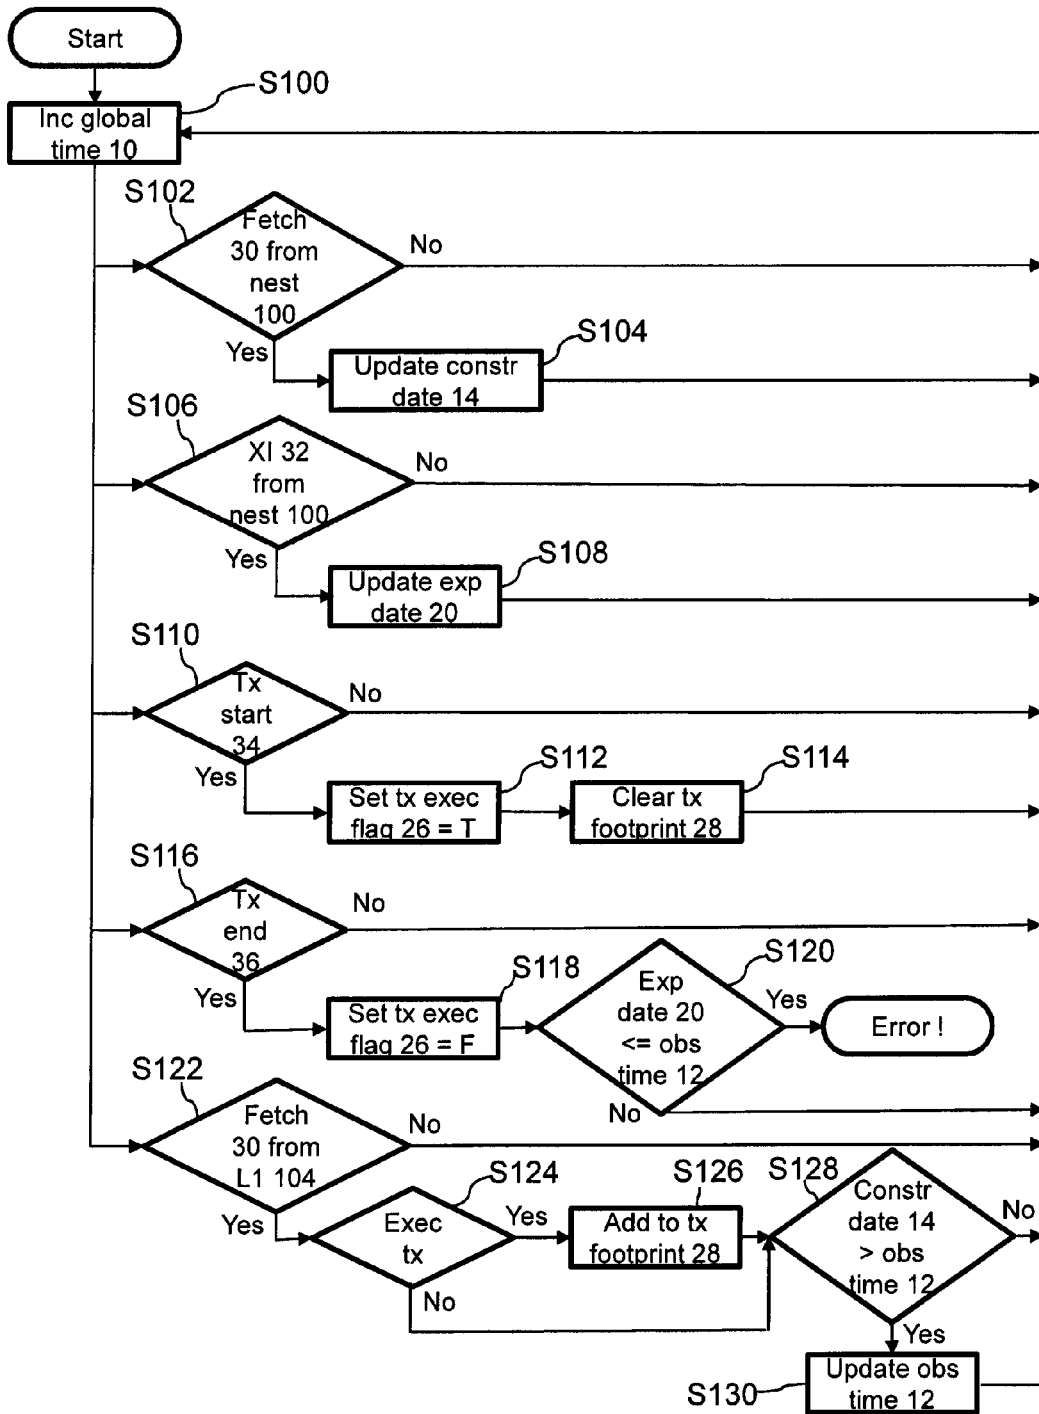 Start
S100
Inc global
time 10
S102
Fetch
30 from
nest
100
No
Yes
S104
Update constr
date 14
S106
XI 32
from
nest 100
No
Yes
S108
Update exp
date 20
S110
Tx
start
34
No
Yes
S112
Set tx exec
flag 26 = T
S114
Clear tx
footprint 28
S116
Tx
end
36
No
Yes
S118
Set tx exec
flag 26 = F
S120
Exp
date 20
<= obs
time 12
Yes
Error !
No
S122
Fetch
30 from
L1 104
No
Yes
S124
Exec
tx
Yes
No
S126
Add to tx
footprint 28
S128
Constr
date 14
> obs
time 12
No
Yes
S130
Update obs
time 12